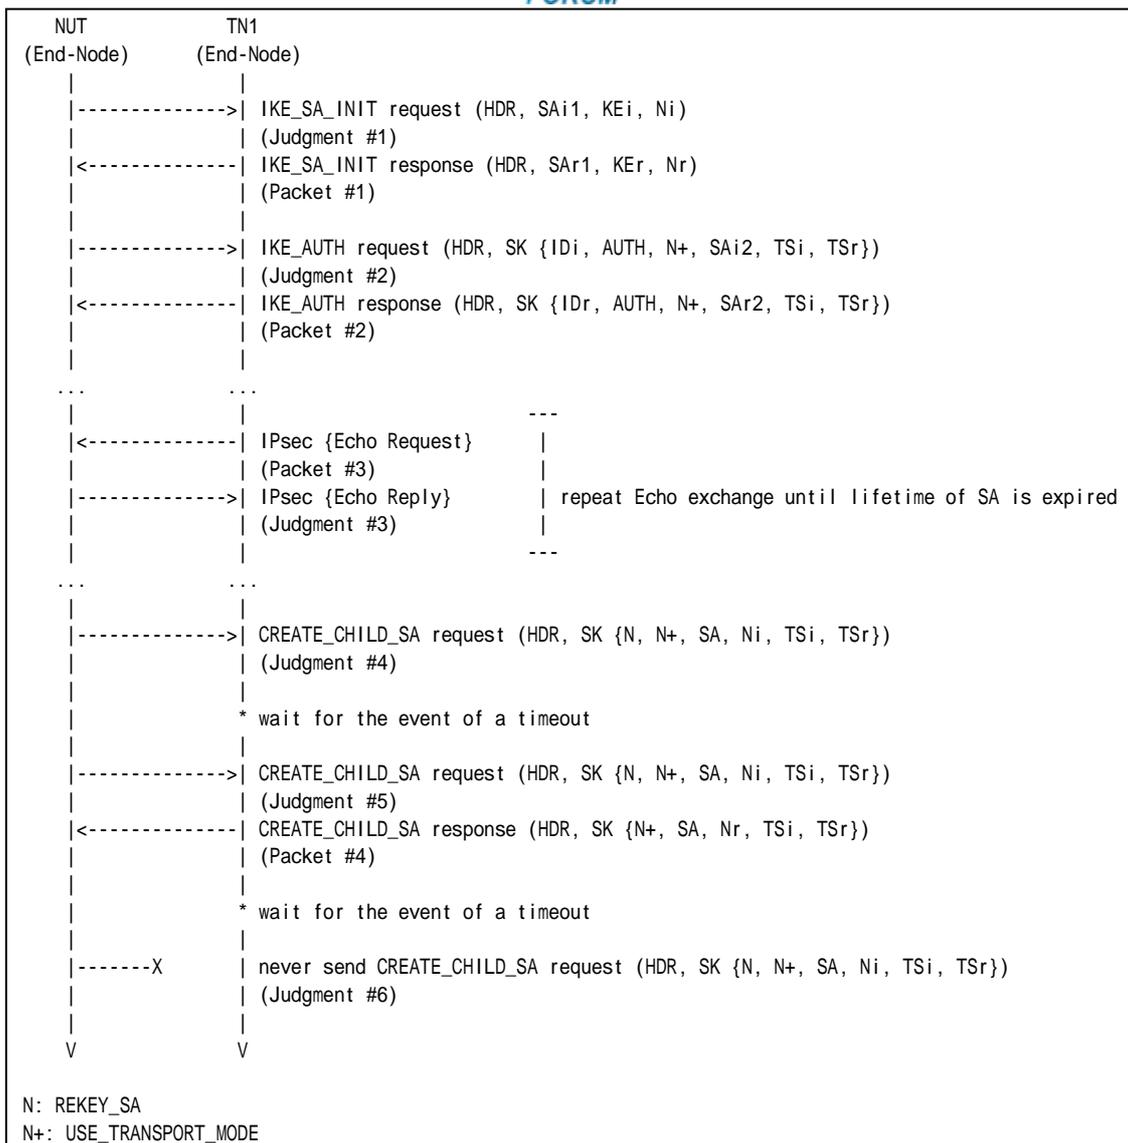 FORUM
NUT TN1
(End-Node) (End-Node)
| |
|-------------->| IKE_SA_INIT request (HDR, SAi1, KEi, Ni)
| | (Judgment #1)
|<--------------| IKE_SA_INIT response (HDR, SAr1, KEr, Nr)
| | (Packet #1)
| |
|-------------->| IKE_AUTH request (HDR, SK {IDi, AUTH, N+, SAi2, TSi, TSr})
| | (Judgment #2)
|<--------------| IKE_AUTH response (HDR, SK {IDr, AUTH, N+, SAr2, TSi, TSr})
| | (Packet #2)
| |
... ...
| | ---
|<--------------| IPsec {Echo Request} |
| | (Packet #3) |
|-------------->| IPsec {Echo Reply} | repeat Echo exchange until lifetime of SA is expired
| | (Judgment #3) |
| | ---
... ...
| |
|-------------->| CREATE_CHILD_SA request (HDR, SK {N, N+, SA, Ni, TSi, TSr})
| | (Judgment #4)
| |
| * wait for the event of a timeout
| |
|-------------->| CREATE_CHILD_SA request (HDR, SK {N, N+, SA, Ni, TSi, TSr})
| | (Judgment #5)
|<--------------| CREATE_CHILD_SA response (HDR, SK {N+, SA, Nr, TSi, TSr})
| | (Packet #4)
| |
| * wait for the event of a timeout
| |
|-------X | never send CREATE_CHILD_SA request (HDR, SK {N, N+, SA, Ni, TSi, TSr})
| | (Judgment #6)
| |
V V
N: REKEY_SA
N+: USE_TRANSPORT_MODE